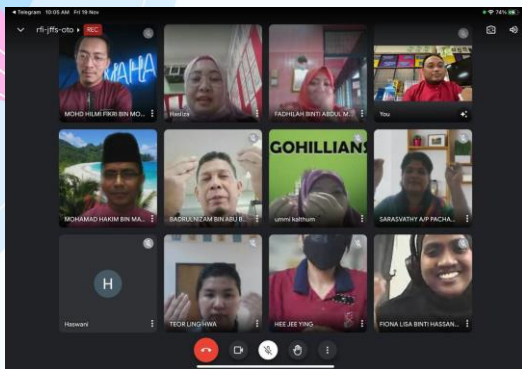 ◀ Telegram 10:05 AM Fri 19 Nov
74%
rfi-jffs-oto ▸ REC
MAHA
MOHD HILMI FIKRI BIN MO...
Hasliza
FADHILAH BINTI ABDUL M...
You
GOHILLIANS
MOHAMAD HAKIM BIN MA...
BADRULNIZAM BIN ABU B...
ummi kalthum
SARASVATHY A/P PACHA...
H
Haswani
TEOR LING HWA
HEE JEE YING
FIONA LISA BINTI HASSAN...